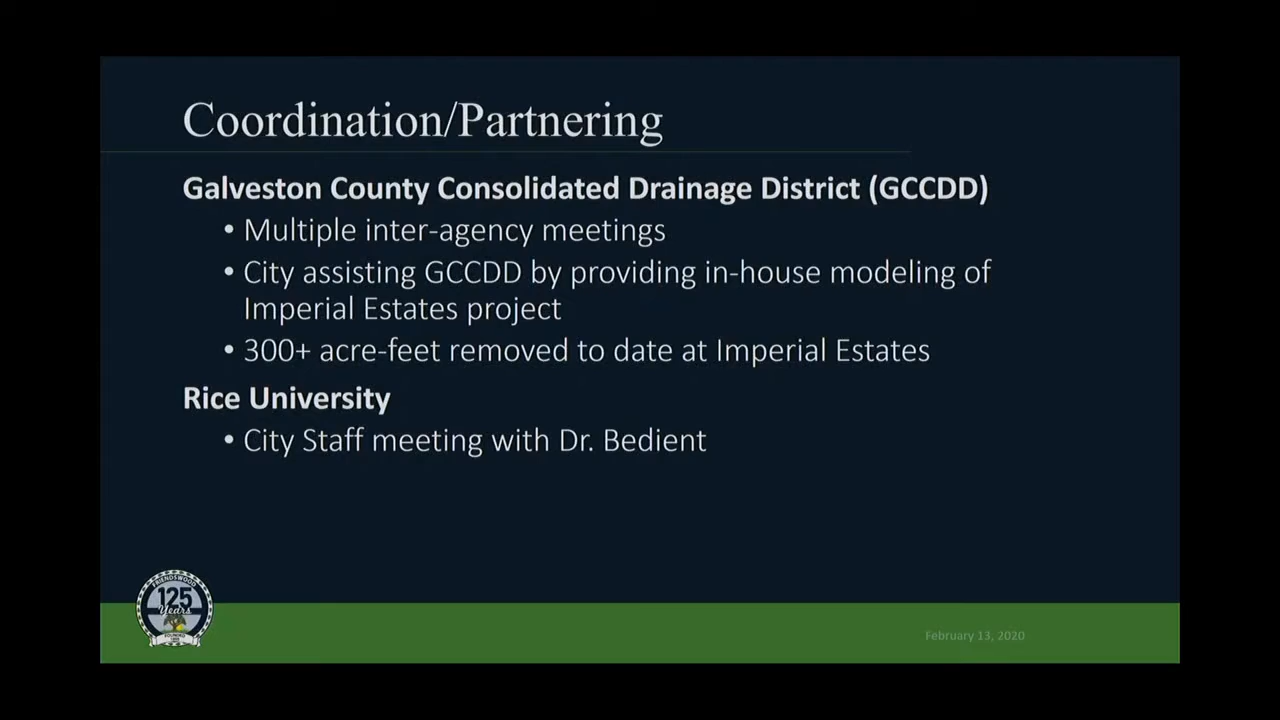 Coordination/Partnering
Galveston County Consolidated Drainage District (GCCDD)
• Multiple inter-agency meetings
• City assisting GCCDD by providing in-house modeling of
Imperial Estates project
• 300+ acre-feet removed to date at Imperial Estates
Rice University
• City Staff meeting with Dr. Bedient
FRIENDSWOOD
125
Years
FOUNDED
February 13, 2020